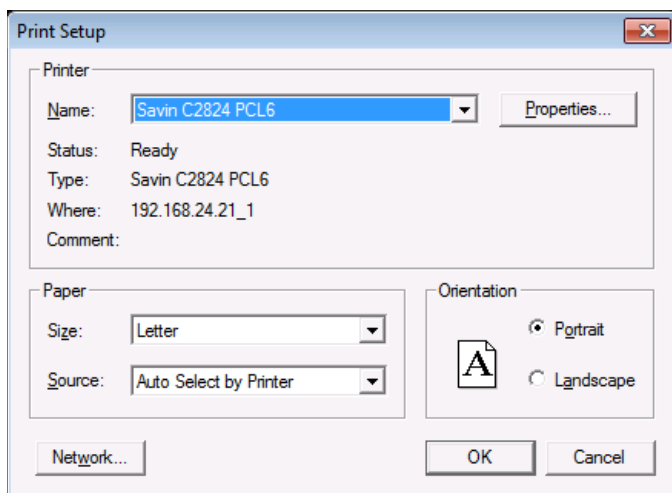 Print Setup
Printer
Name: Savin C2824 PCL6 Properties...
Status: Ready
Type: Savin C2824 PCL6
Where: 192.168.24.21_1
Comment:
Paper
Size: Letter
Source: Auto Select by Printer
Orientation
A
Portrait
Landscape
Network...
OK Cancel